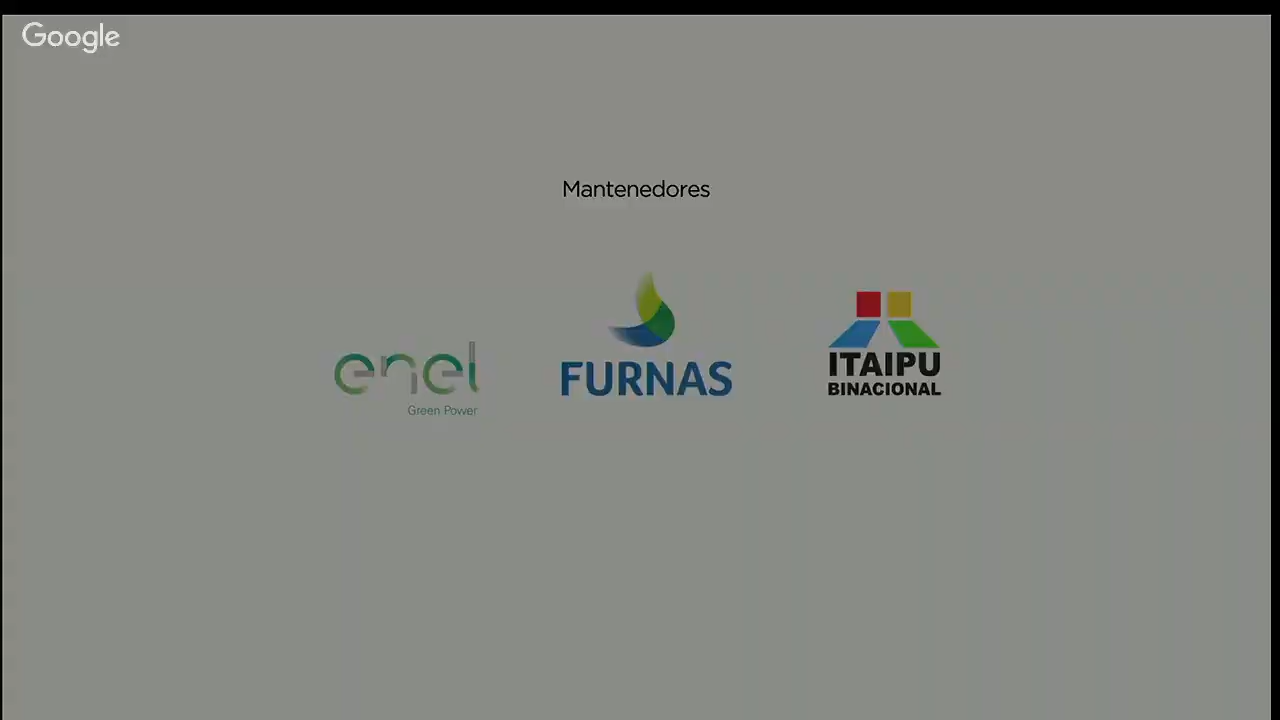 Google
Mantenedores
enel
Green Power
FURNAS
ITAIPU
BINACIONAL